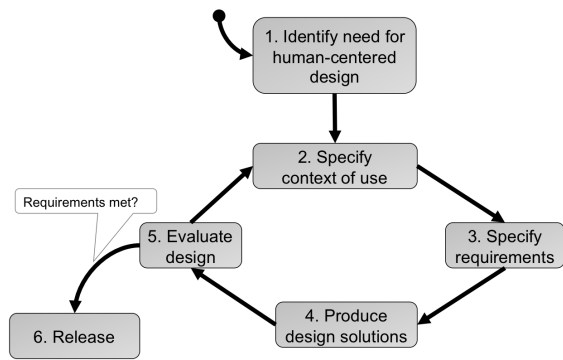 1. Identify need for
human-centered
design
2. Specify
context of use
Requirements met?
3. Specify
requirements
5. Evaluate
design
4. Produce
design solutions
6. Release